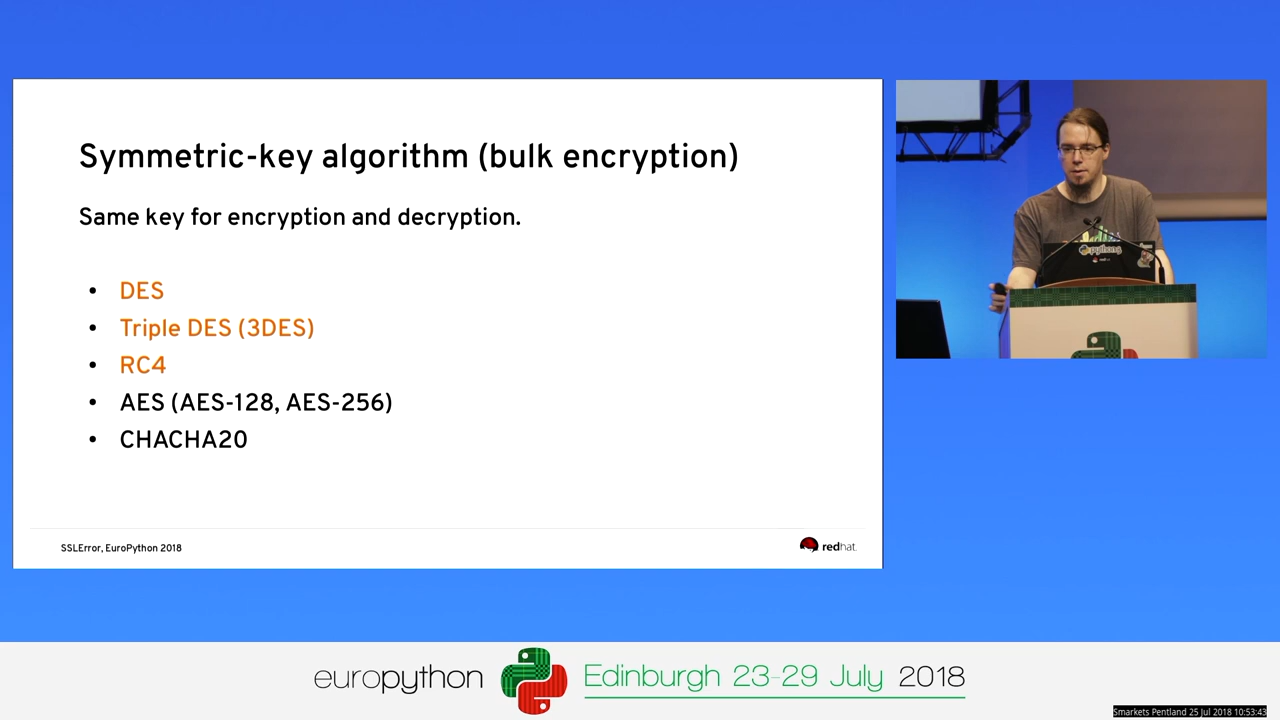 Symmetric-key algorithm (bulk encryption)
Same key for encryption and decryption.
• DES
• Triple DES (3DES)
• RC4
• AES (AES-128, AES-256)
• CHACHA20
SSLError, EuroPython 2018
redhat.
python
europython
Edinburgh 23-29 July 2018
Smarkets Pentland 25 Jul 2018 10:53:43